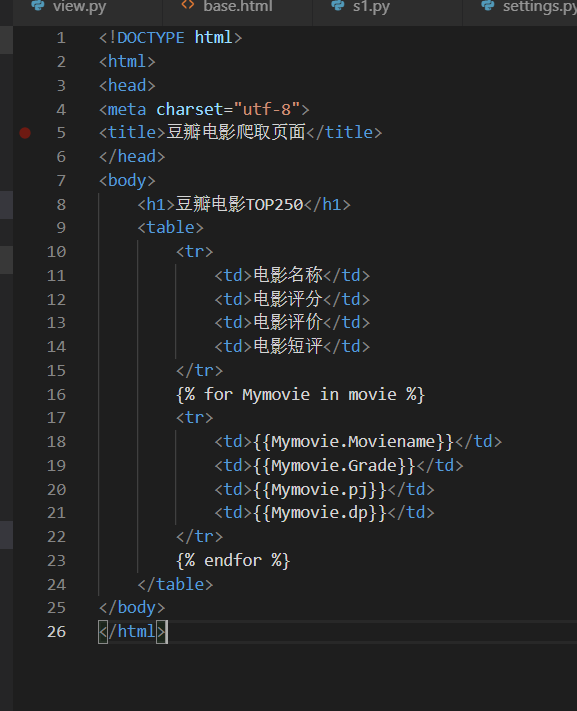 view.py base.html s1.py settings.py
1 <!DOCTYPE html>
2 <html>
3 <head>
4 <meta charset="utf-8">
5 <title>豆瓣电影爬取页面</title>
6 </head>
7 <body>
8 <h1>豆瓣电影TOP250</h1>
9 <table>
10 <tr>
11 <td>电影名称</td>
12 <td>电影评分</td>
13 <td>电影评价</td>
14 <td>电影短评</td>
15 </tr>
16 {% for Mymovie in movie %}
17 <tr>
18 <td>{{Mymovie.Moviename}}</td>
19 <td>{{Mymovie.Grade}}</td>
20 <td>{{Mymovie.pj}}</td>
21 <td>{{Mymovie.dp}}</td>
22 </tr>
23 {% endfor %}
24 </table>
25 </body>
26 </html>